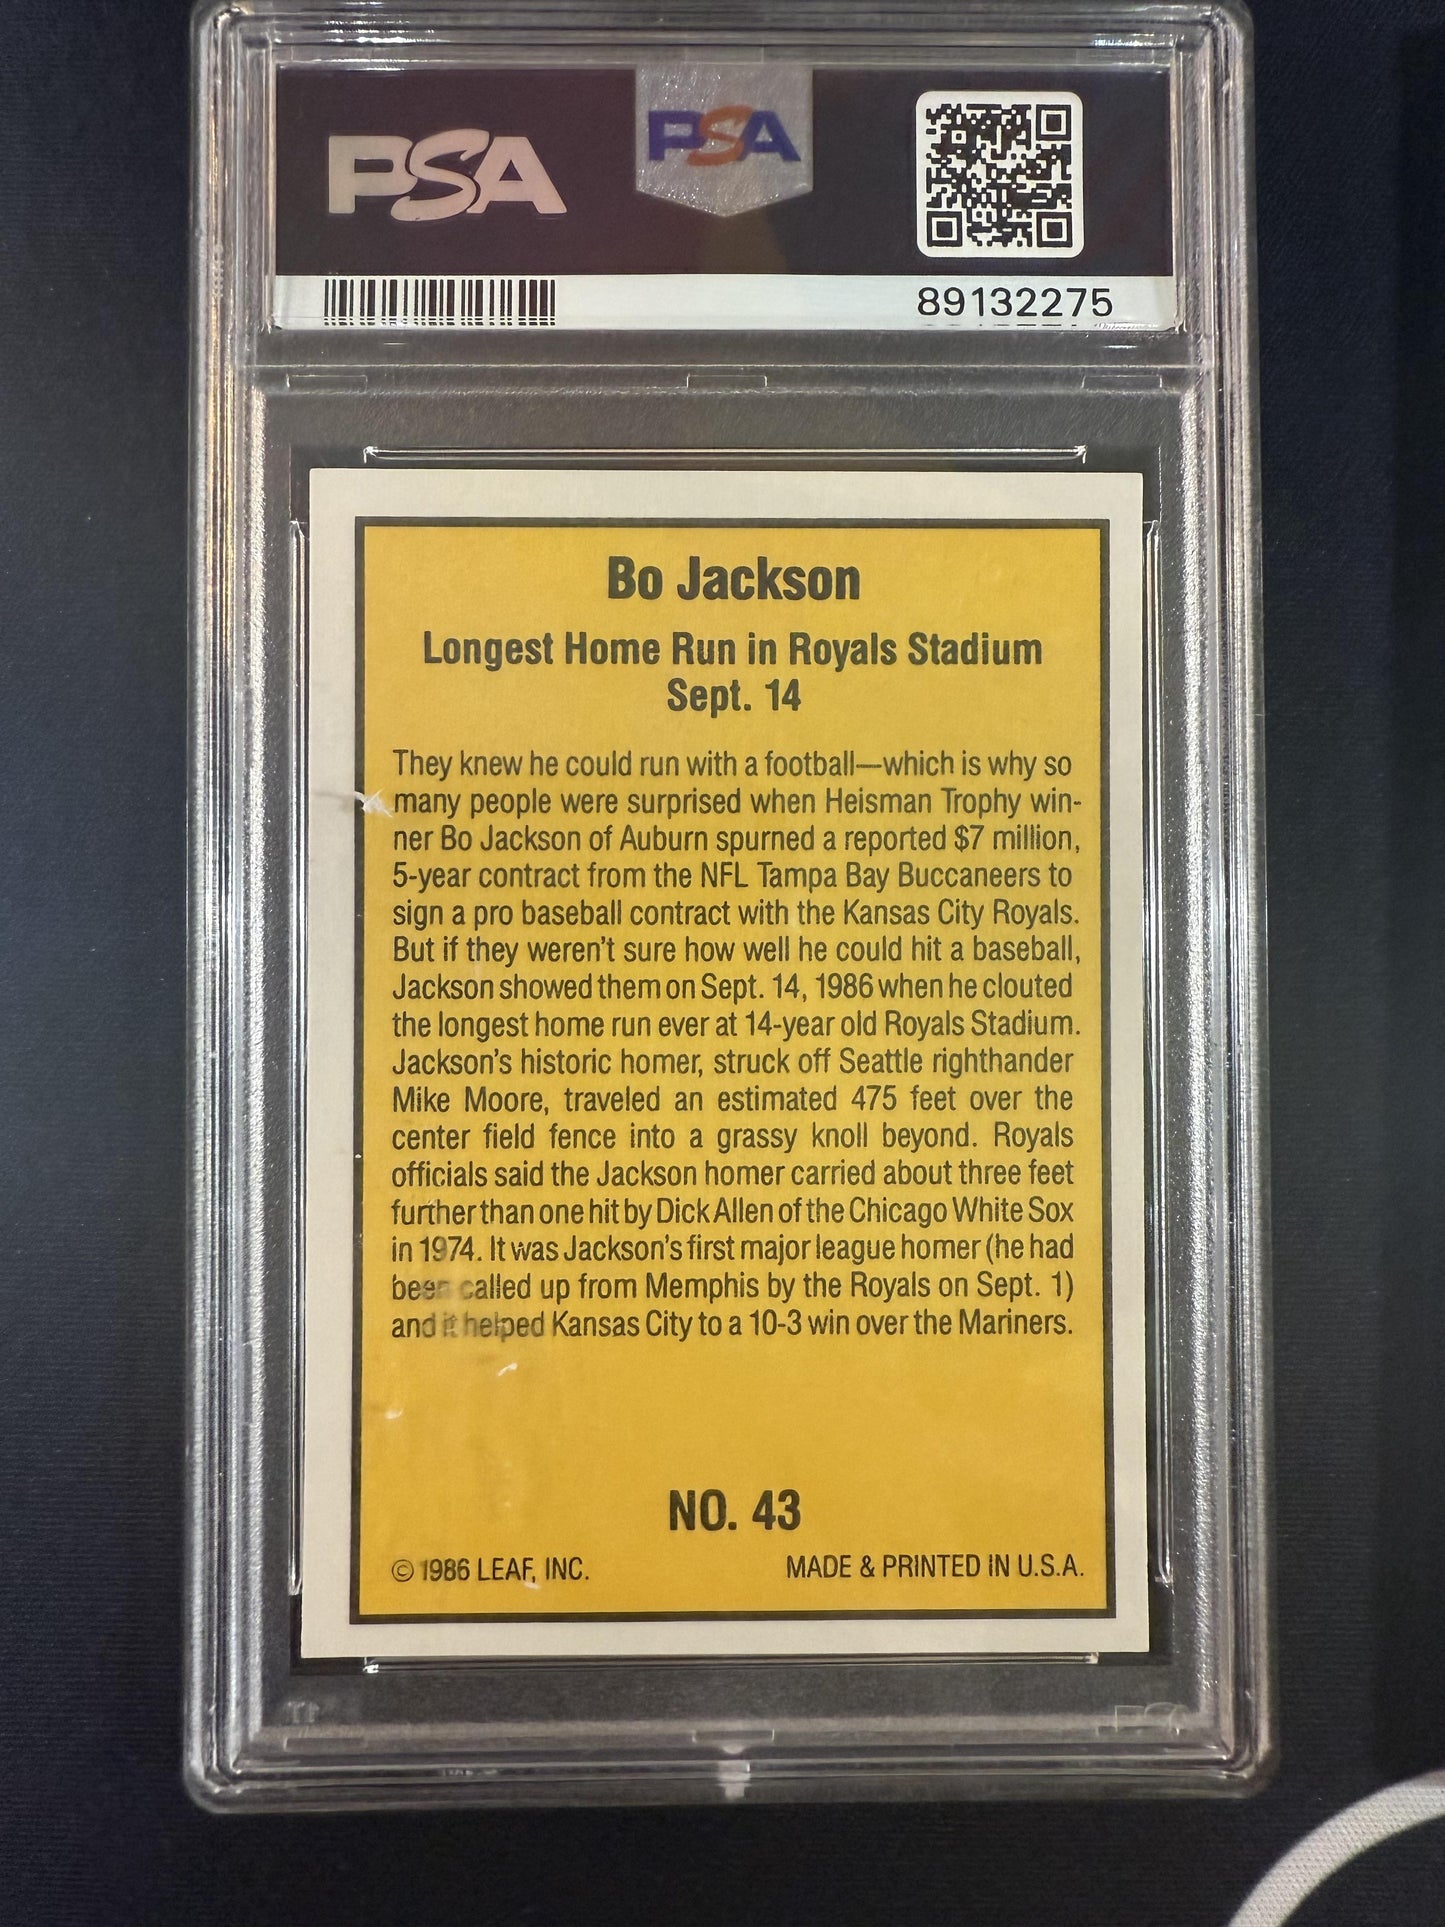 PSA
PSA
89132275
Bo Jackson
Longest Home Run in Royals Stadium
Sept. 14
They knew he could run with a football—which is why so
many people were surprised when Heisman Trophy win-
ner Bo Jackson of Auburn spurned a reported $7 million,
5-year contract from the NFL Tampa Bay Buccaneers to
sign a pro baseball contract with the Kansas City Royals.
But if they weren't sure how well he could hit a baseball,
Jackson showed them on Sept. 14, 1986 when he clouted
the longest home run ever at 14-year old Royals Stadium.
Jackson's historic homer, struck off Seattle righthander
Mike Moore, traveled an estimated 475 feet over the
center field fence into a grassy knoll beyond. Royals
officials said the Jackson homer carried about three feet
further than one hit by Dick Allen of the Chicago White Sox
in 1974. It was Jackson's first major league homer (he had
been called up from Memphis by the Royals on Sept. 1)
and it helped Kansas City to a 10-3 win over the Mariners.
NO. 43
© 1986 LEAF, INC.
MADE & PRINTED IN U.S.A.